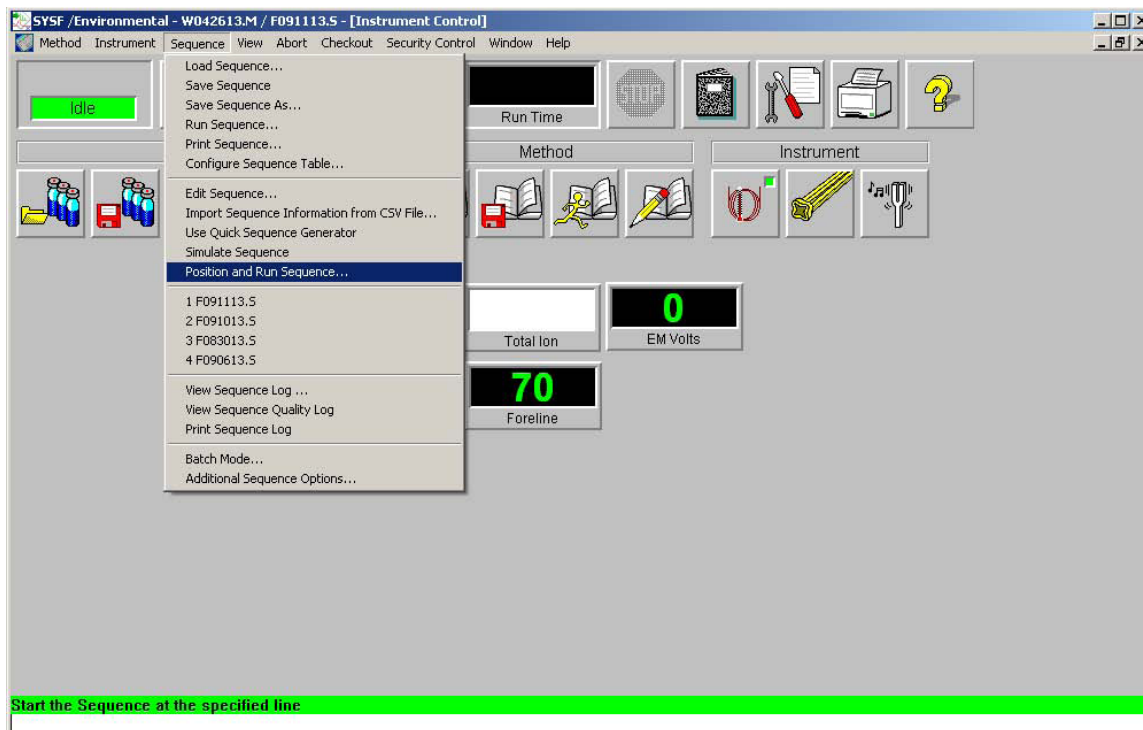 SYSF /Environmental - W042613.M / F091113.S - [Instrument Control]
Method Instrument Sequence View Abort Checkout Security Control Window Help
Load Sequence...
Save Sequence
Save Sequence As...
Run Sequence...
Print Sequence...
Configure Sequence Table...
Edit Sequence...
Import Sequence Information from CSV File...
Use Quick Sequence Generator
Simulate Sequence
Position and Run Sequence...
1 F091113.S
2 F091013.S
3 F083013.S
4 F090613.S
View Sequence Log ...
View Sequence Quality Log
Print Sequence Log
Batch Mode...
Additional Sequence Options...
Idle
Run Time
STOP
Method
Instrument
0
Total Ion
EM Volts
70
Foreline
Start the Sequence at the specified line